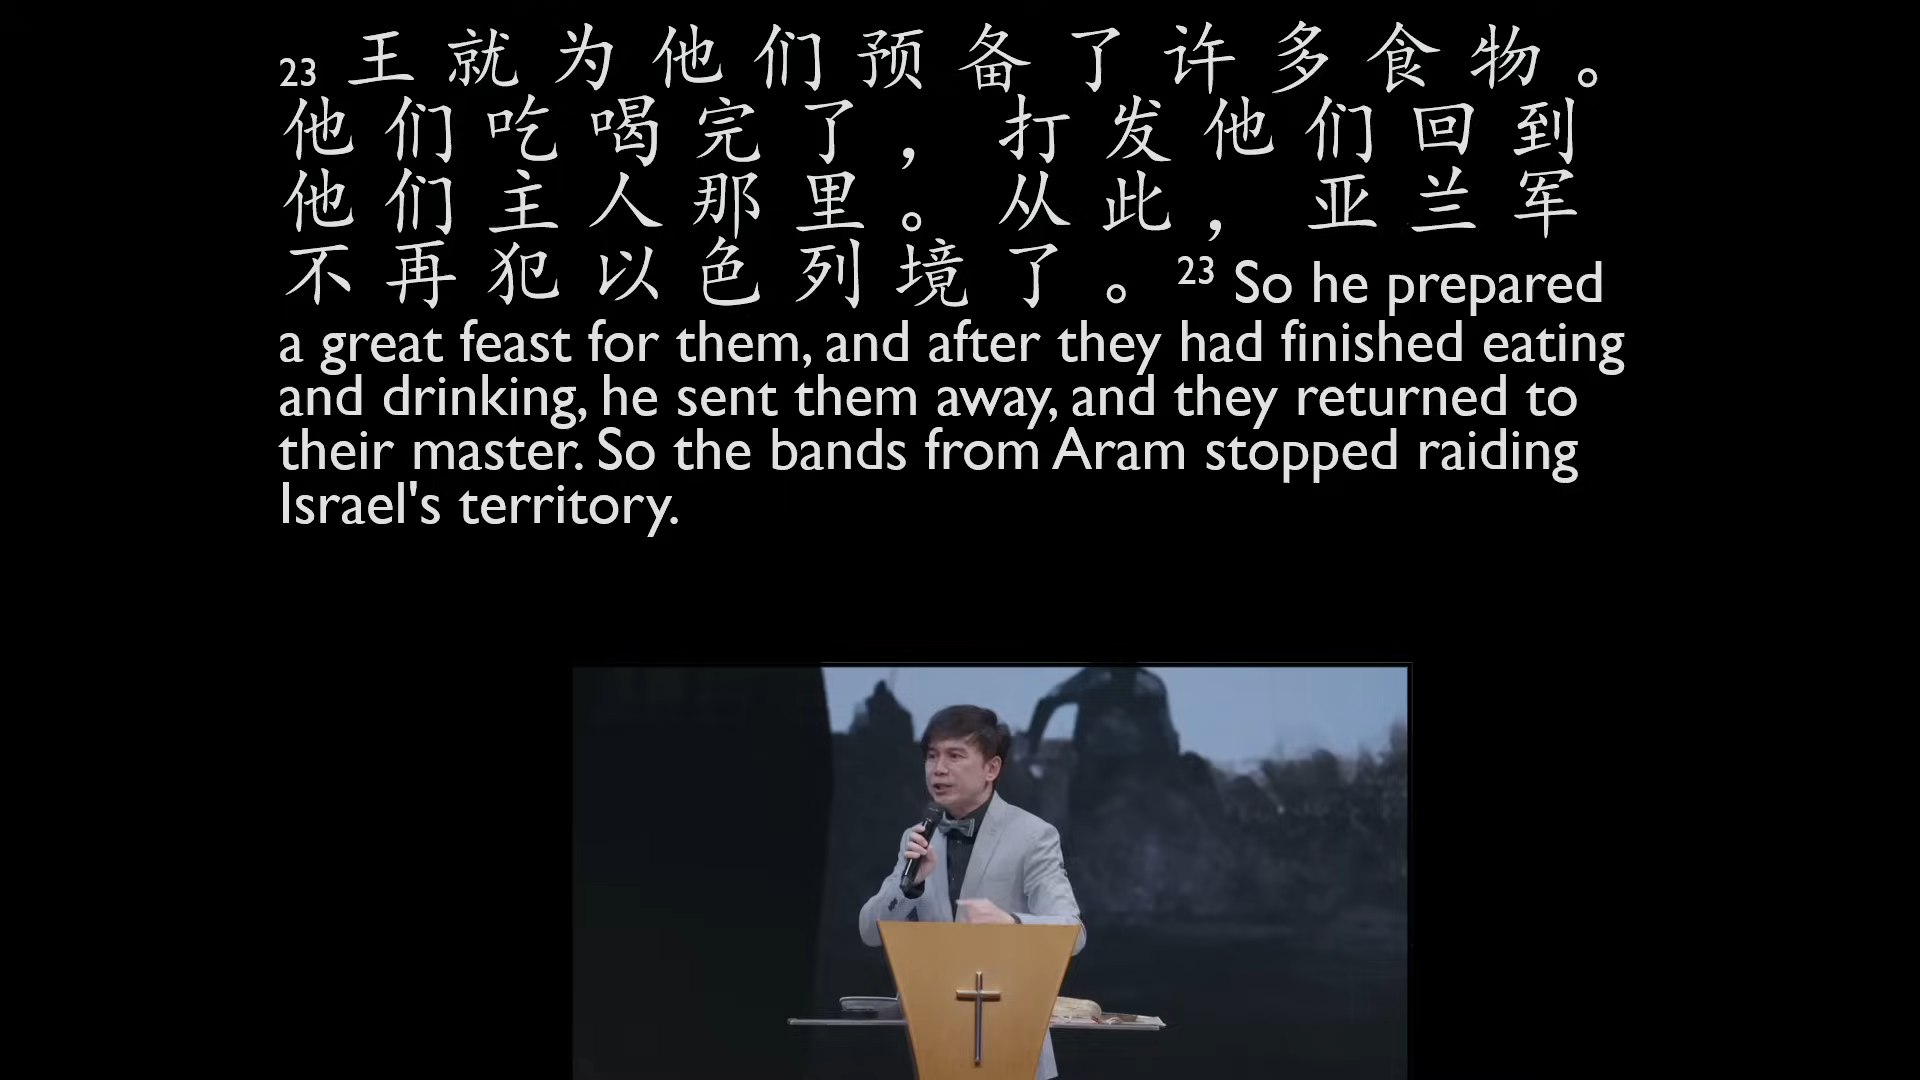 23 王就为他们预备了许多食物。
他们吃喝完了，打发他们回到
他们主人那里。从此，亚兰军
不再犯以色列境了。23 So he prepared
a great feast for them, and after they had finished eating
and drinking, he sent them away, and they returned to
their master. So the bands from Aram stopped raiding
Israel's territory.